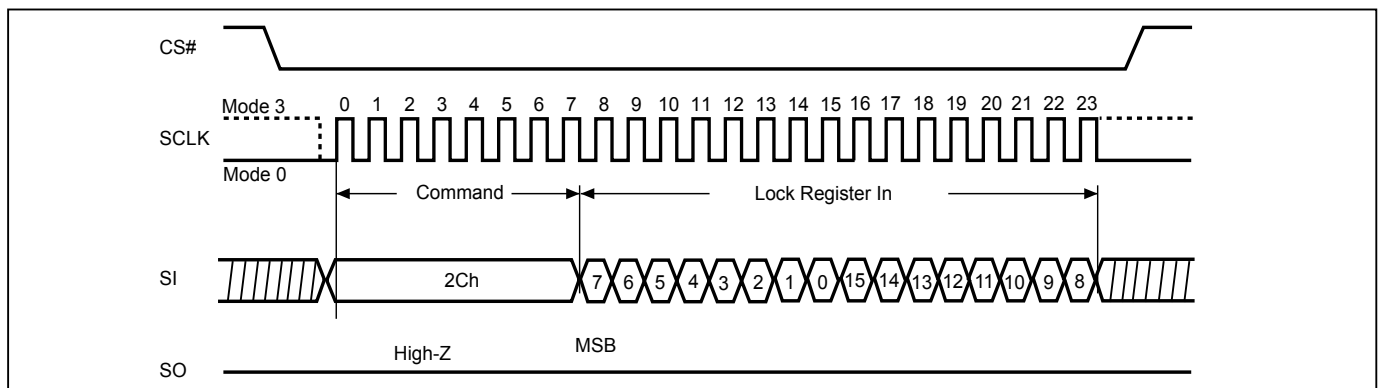 CS#
Mode 3
0 1 2 3 4 5 6 7 8 9 10 11 12 13 14 15 16 17 18 19 20 21 22 23
SCLK
Mode 0
Command
Lock Register In
SI
2Ch
7 6 5 4 3 2 1 0 15 14 13 12 11 10 9 8
High-Z
MSB
SO